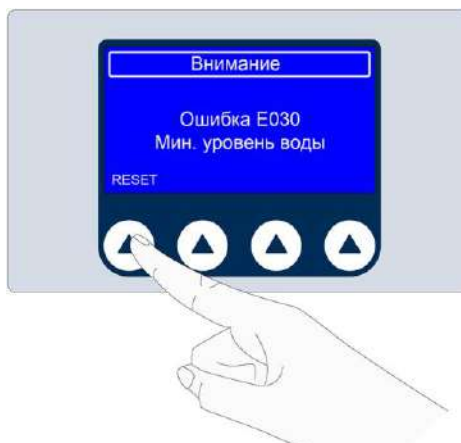 Внимание
Ошибка E030
Мин. уровень воды
RESET